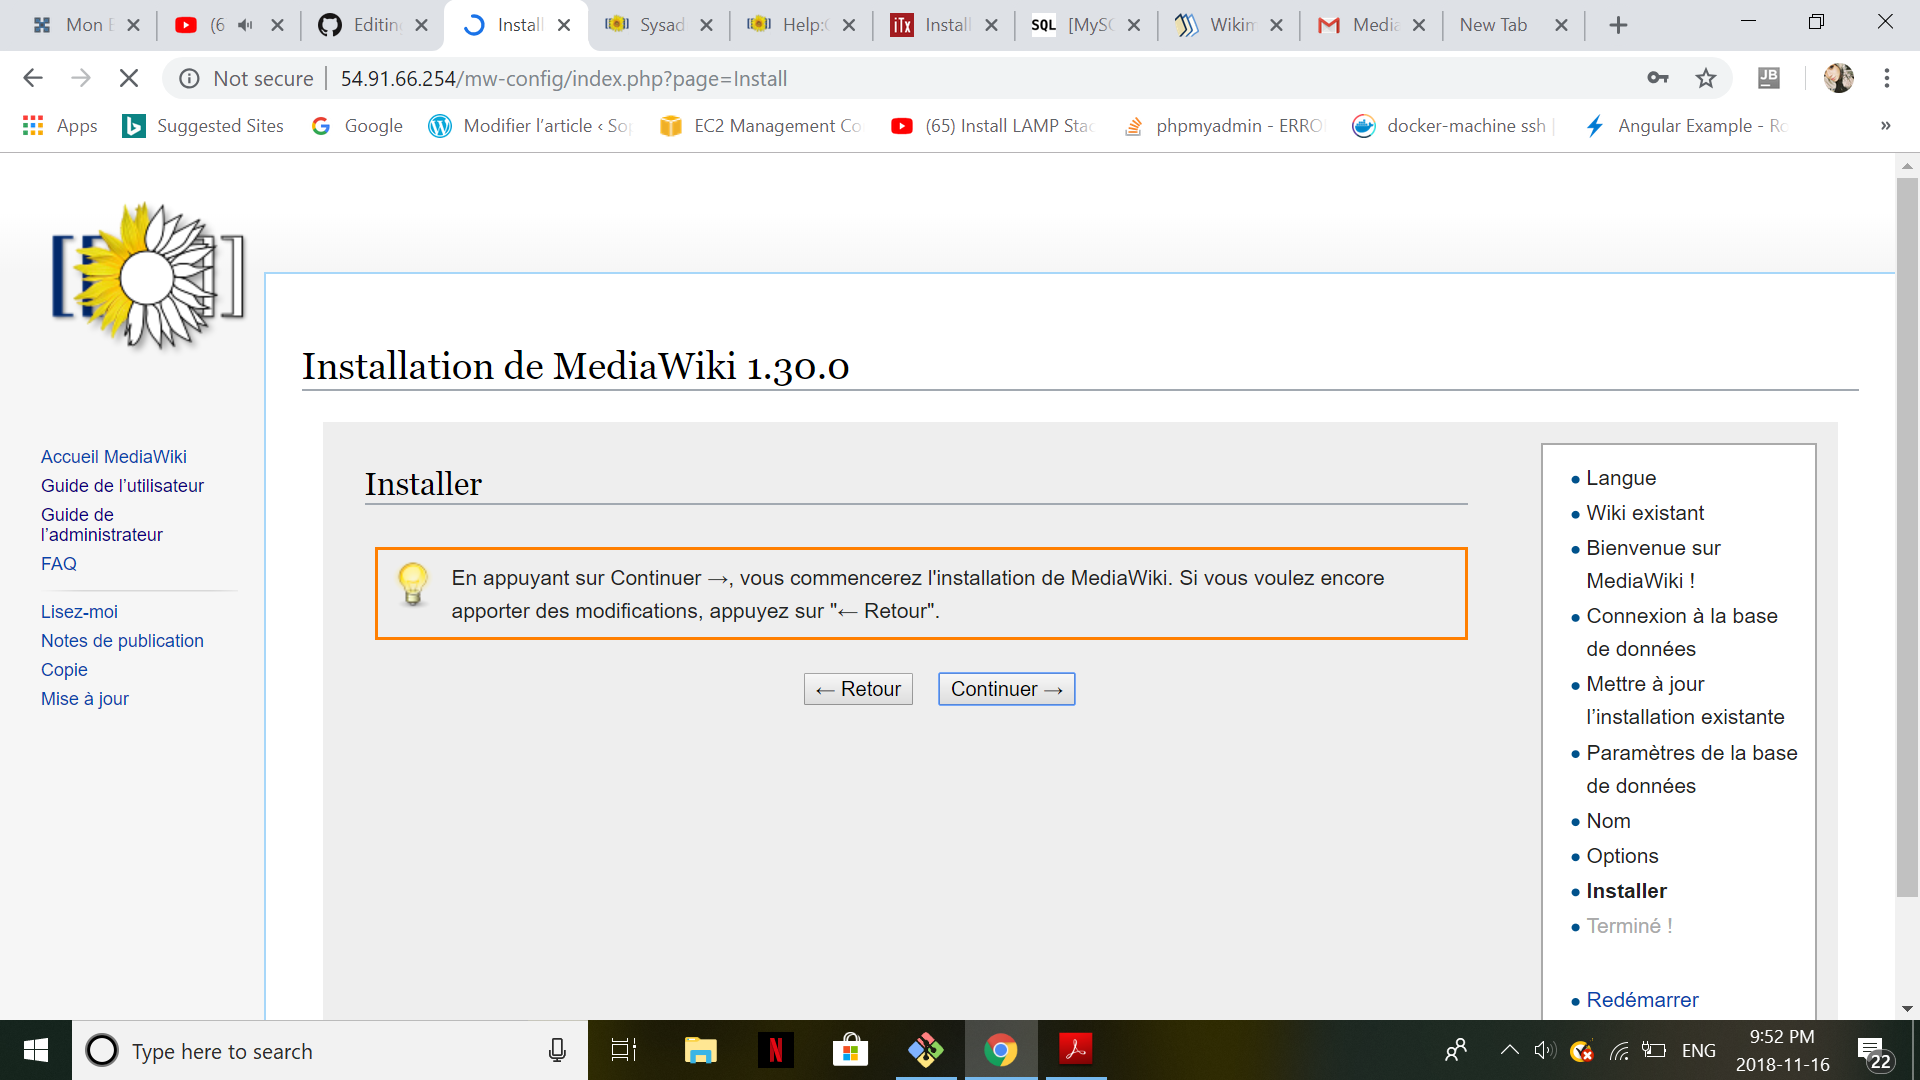 Mon E
(6
Editing
Install
Sysad
Help:
Install
SQL [MyS
Wikim
Media
New Tab
Not secure 54.91.66.254/mw-config/index.php?page=Install
JB
Apps Suggested Sites Google Modifier l'article ‹ So EC2 Management Co (65) Install LAMP Stac phpmyadmin - ERRO docker-machine ssh Angular Example - Ro »
Installation de MediaWiki 1.30.0
Accueil MediaWiki
Guide de l'utilisateur
Guide de
l'administrateur
FAQ
Lisez-moi
Notes de publication
Copie
Mise à jour
Installer
En appuyant sur Continuer →, vous commencerez l'installation de MediaWiki. Si vous voulez encore
apporter des modifications, appuyez sur "← Retour".
← Retour
Continuer →
Langue
Wiki existant
Bienvenue sur
MediaWiki !
Connexion à la base
de données
Mettre à jour
l'installation existante
Paramètres de la base
de données
Nom
Options
Installer
Terminé !
Redémarrer
Type here to search
ENG
9:52 PM
2018-11-16
22